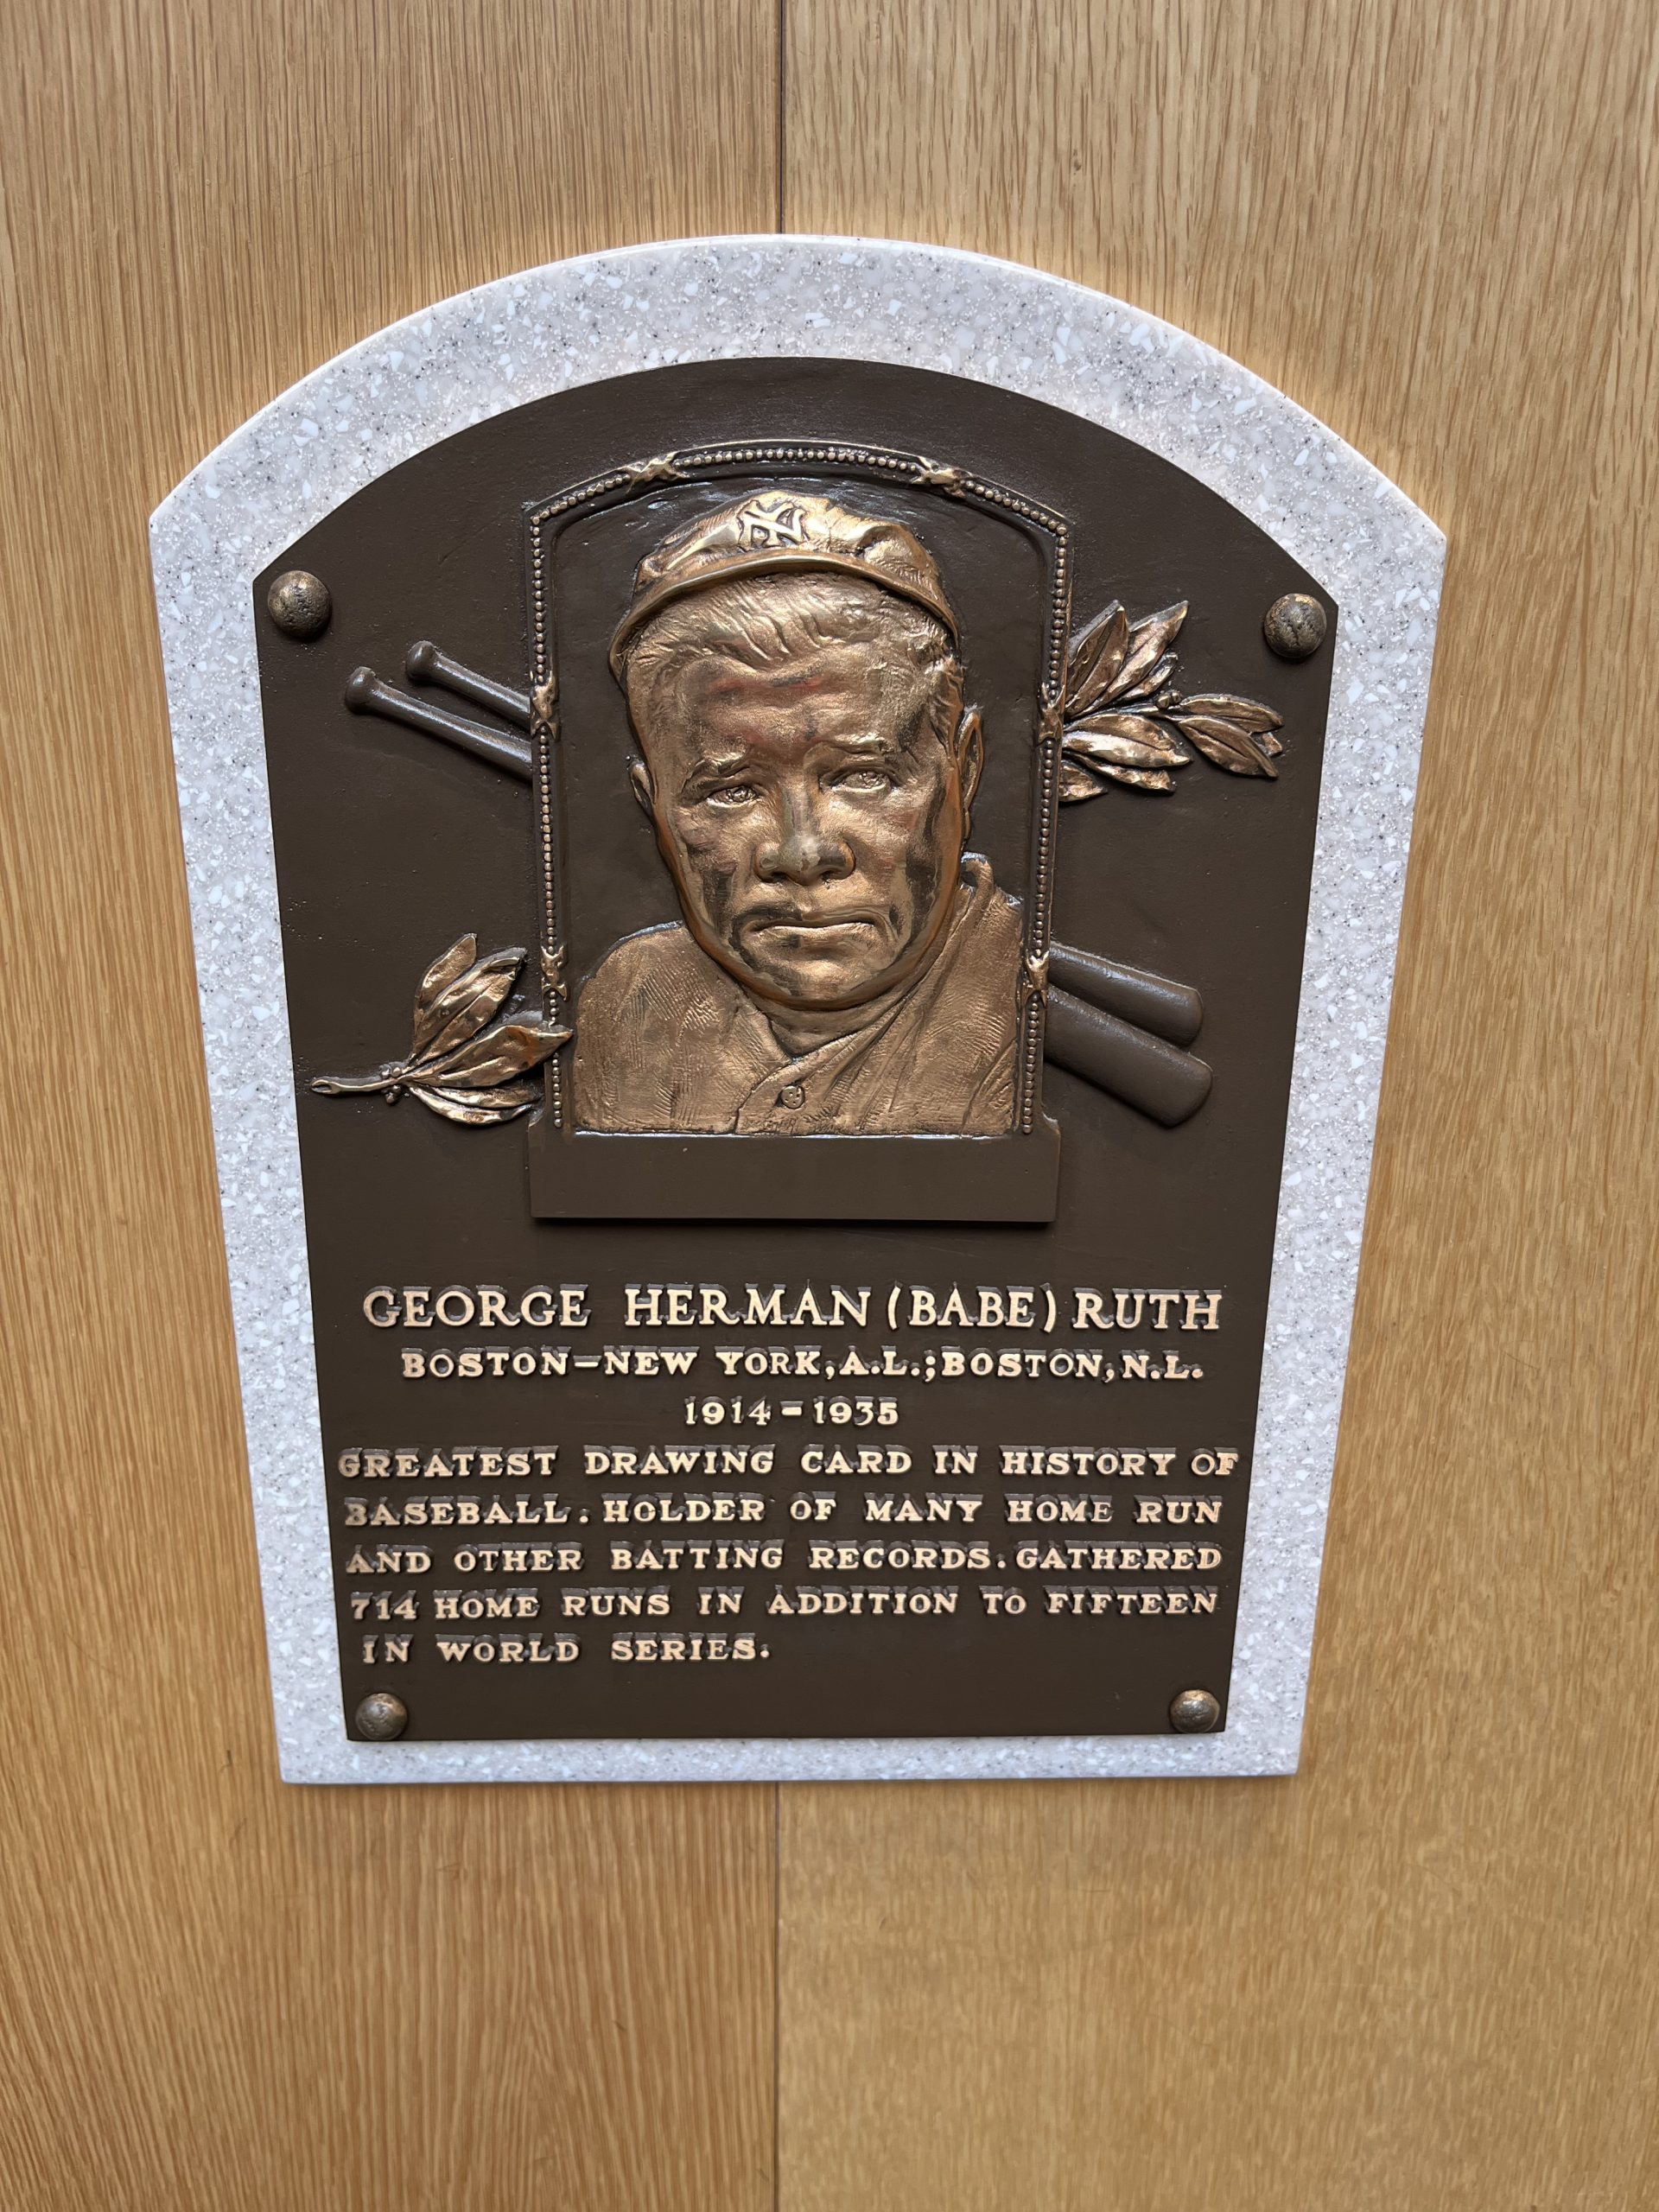 NY
GEORGE HERMAN (BABE) RUTH
BOSTON-NEW YORK, A.L.; BOSTON, N.L.
1914-1935
GREATEST DRAWING CARD IN HISTORY OF
BASEBALL. HOLDER OF MANY HOME RUN
AND OTHER BATTING RECORDS. GATHERED
714 HOME RUNS IN ADDITION TO FIFTEEN
IN WORLD SERIES.